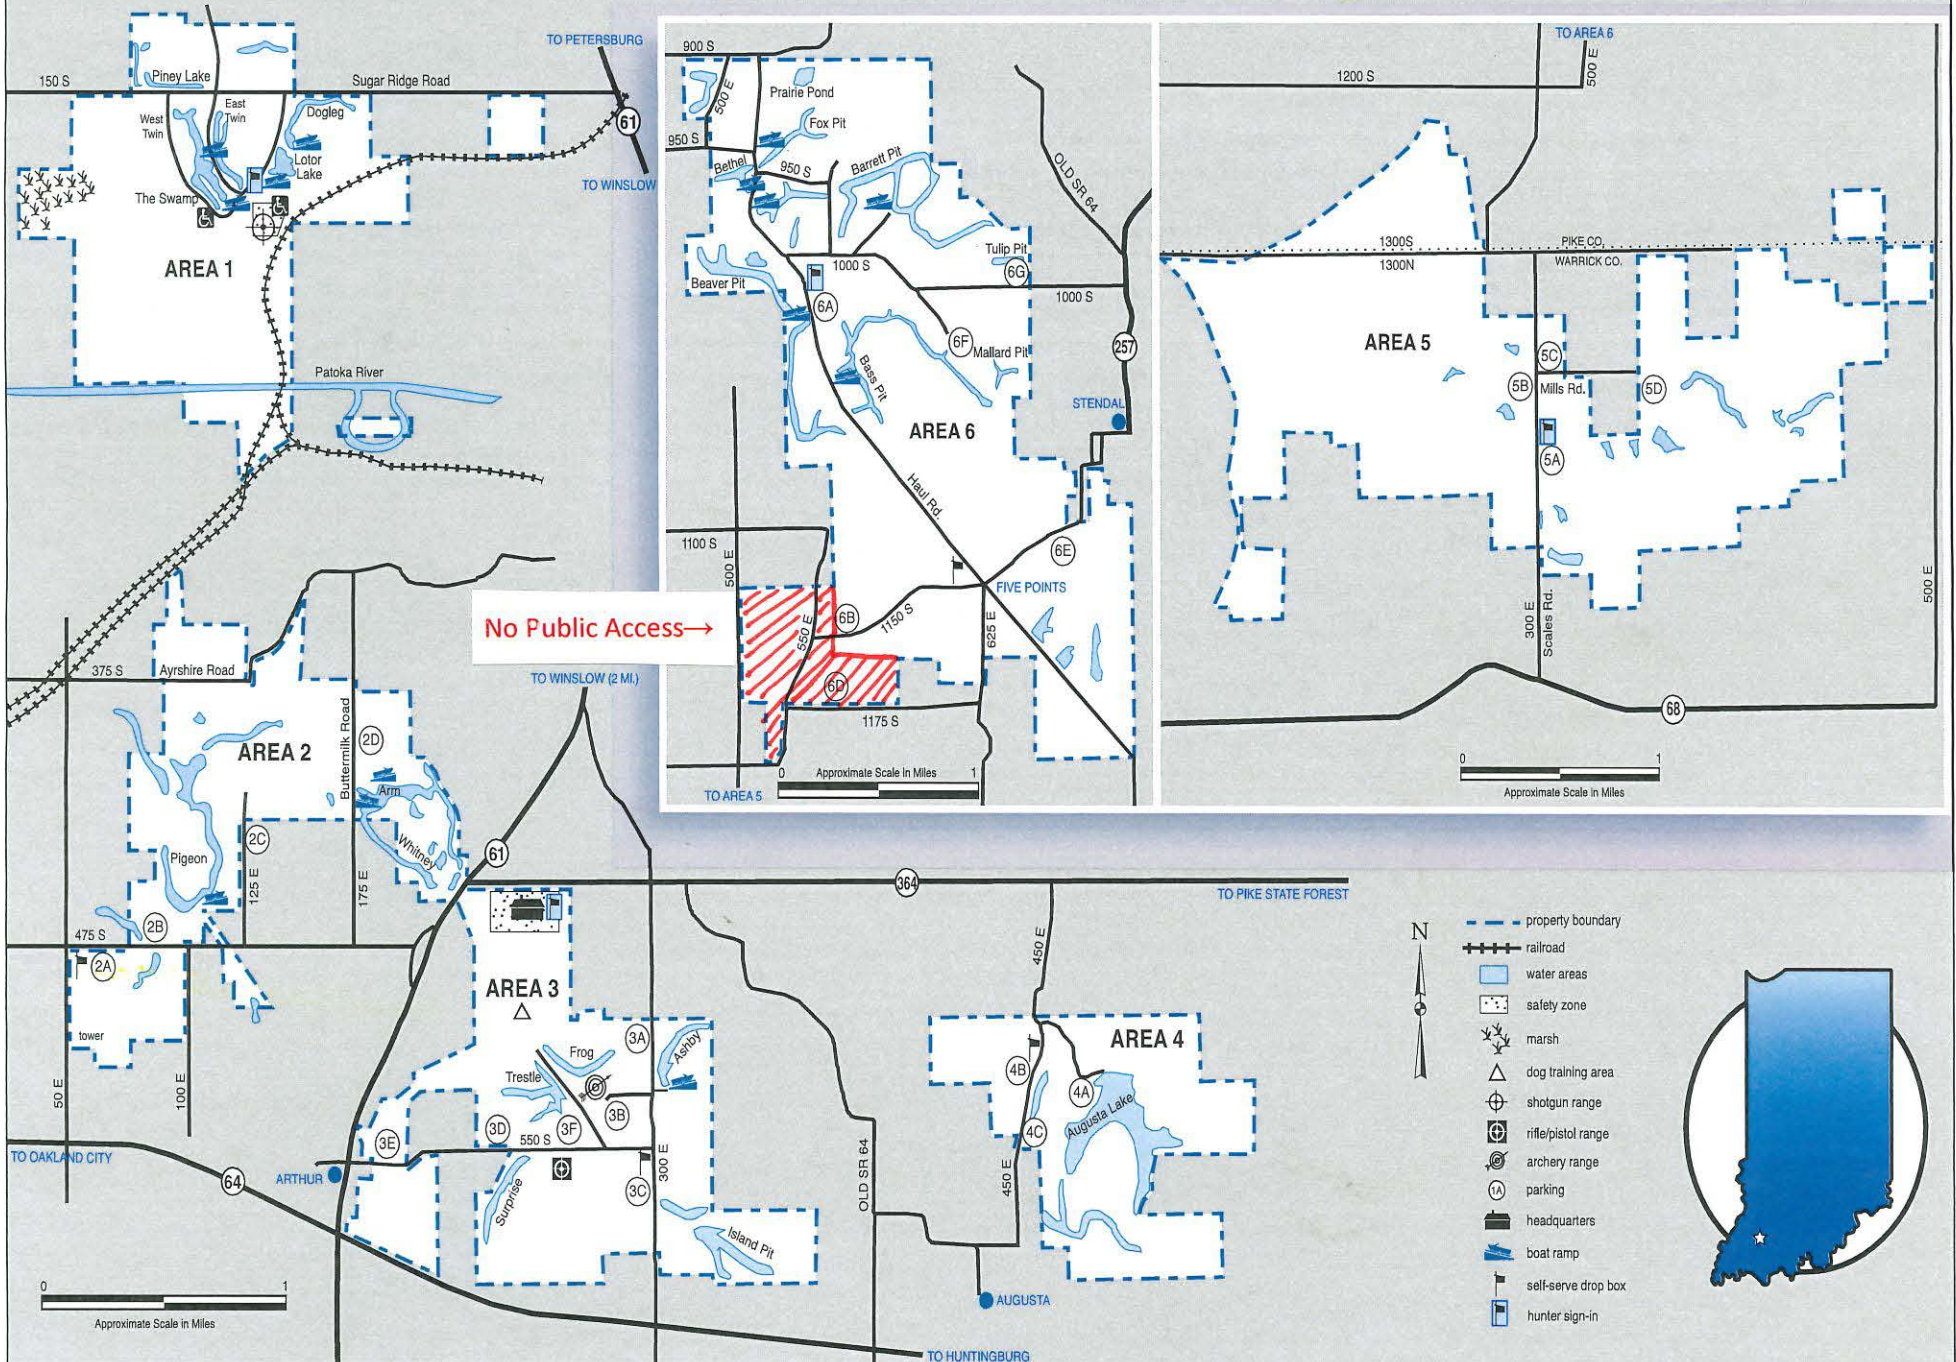 150 S
Sugar Ridge Road
Piney Lake
West
Twin
East
Twin
Dogleg
Lotor
Lake
The Swamp
AREA 1
Patoka River
TO PETERSBURG
61
TO WINSLOW
900 S
500 E
Prairie Pond
Fox Pit
950 S
Bethel
950 S
Barrett Pit
OLD SR 64
Tulip Pit
6G
1000 S
1000 S
Beaver Pit
6A
6F
Mallard Pit
Bass Pit
257
STENDAL
AREA 6
Haul Rd.
1100 S
500 E
6E
FIVE POINTS
6B
1150 S
550 E
625 E
6D
1175 S
0
Approximate Scale in Miles
1
TO AREA 5
No Public Access→
TO AREA 6
1200 S
500 E
1300S
PIKE CO.
1300N
WARRICK CO.
AREA 5
5C
5B
Mills Rd.
5D
5A
300 E
Scales Rd.
500 E
68
0
1
Approximate Scale in Miles
375 S
Ayrshire Road
AREA 2
Buttermilk Road
2D
Arm
Whitney
Pigeon
2C
125 E
175 E
2B
475 S
2A
tower
50 E
100 E
TO WINSLOW (2 MI.)
61
364
TO PIKE STATE FOREST
AREA 3
3A
Ashby
Frog
Trestle
3B
3D
3F
550 S
3E
300 E
3C
Surprise
Island Pit
TO OAKLAND CITY
ARTHUR
64
0
1
Approximate Scale in Miles
OLD SR 64
450 E
AREA 4
4B
4A
4C
Augusta Lake
450 E
AUGUSTA
TO HUNTINGBURG
N
property boundary
railroad
water areas
safety zone
marsh
dog training area
shotgun range
rifle/pistol range
archery range
1A
parking
headquarters
boat ramp
self-serve drop box
hunter sign-in